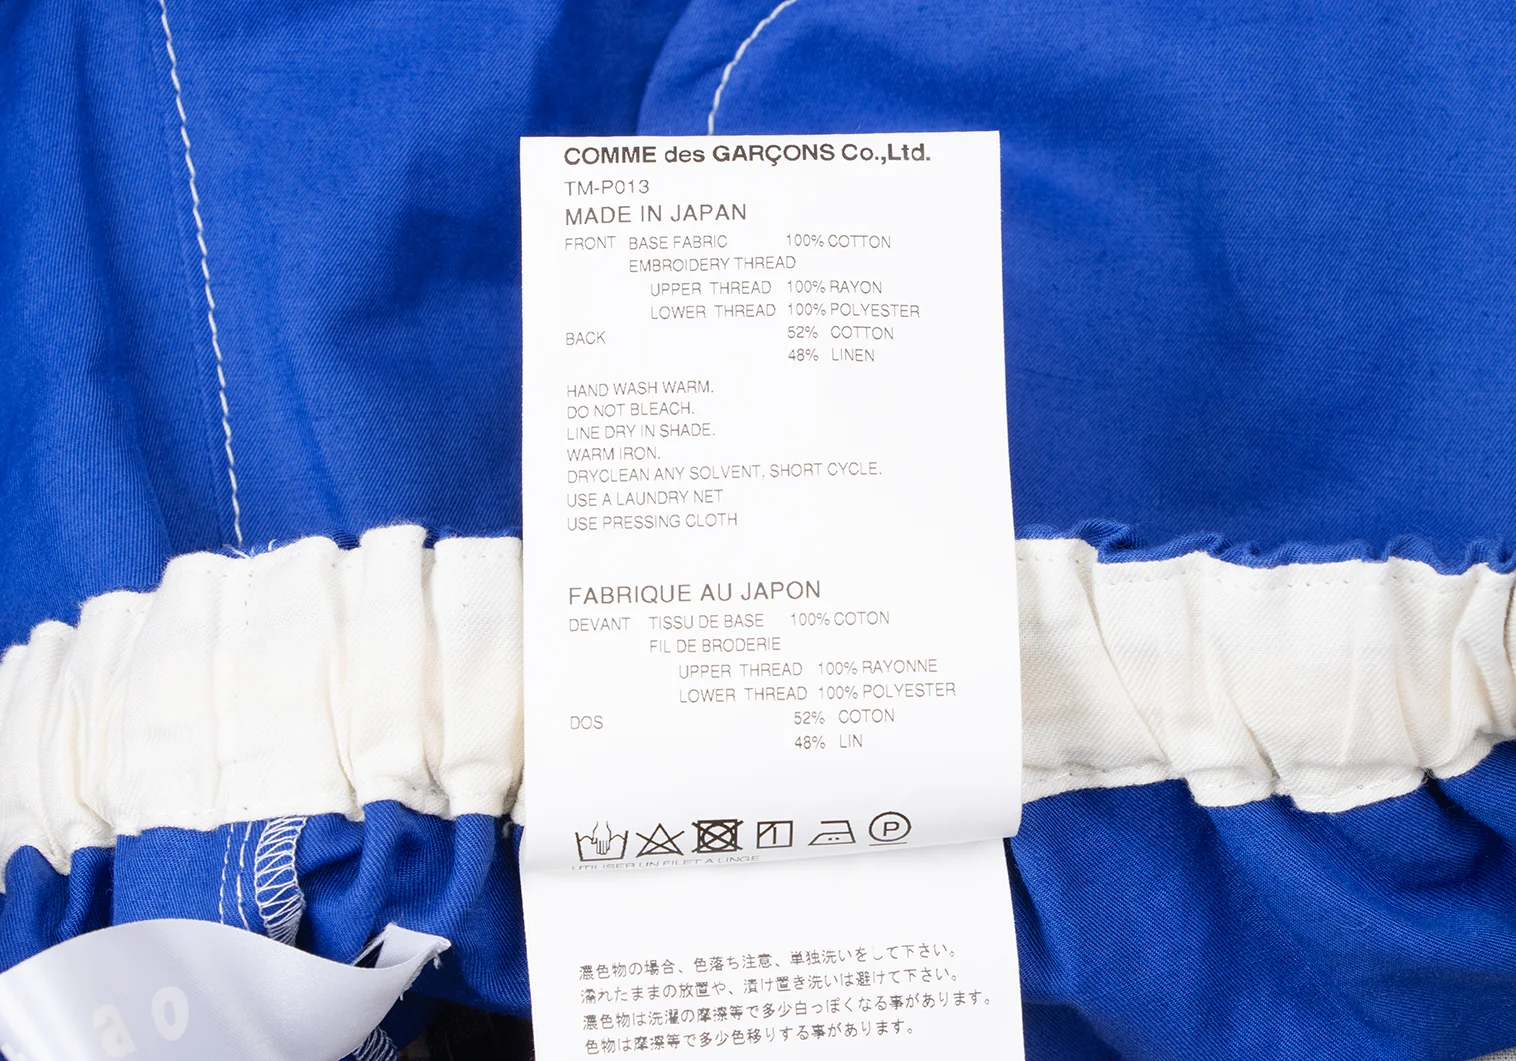 COMME des GARÇONS Co.,Ltd.
TM-P013
MADE IN JAPAN
FRONT BASE FABRIC 100% COTTON
EMBROIDERY THREAD
UPPER THREAD 100% RAYON
LOWER THREAD 100% POLYESTER
BACK 52% COTTON
48% LINEN
HAND WASH WARM.
DO NOT BLEACH.
LINE DRY IN SHADE.
WARM IRON.
DRYCLEAN ANY SOLVENT, SHORT CYCLE.
USE A LAUNDRY NET
USE PRESSING CLOTH
FABRIQUE AU JAPON
DEVANT TISSU DE BASE 100% COTON
FIL DE BRODERIE
UPPER THREAD 100% RAYONNE
LOWER THREAD 100% POLYESTER
DOS 52% COTON
48% LIN
P
UTILISER UN FILET A LINGE
濃色物の場合、色落ち注意、単独洗いをして下さい。
濡れたままの放置や、漬け置き洗いは避けて下さい。
濃色物は洗濯の摩擦等で多少白っぽくなる事があります。
色物は摩擦等で多少色移りする事があります。
ao